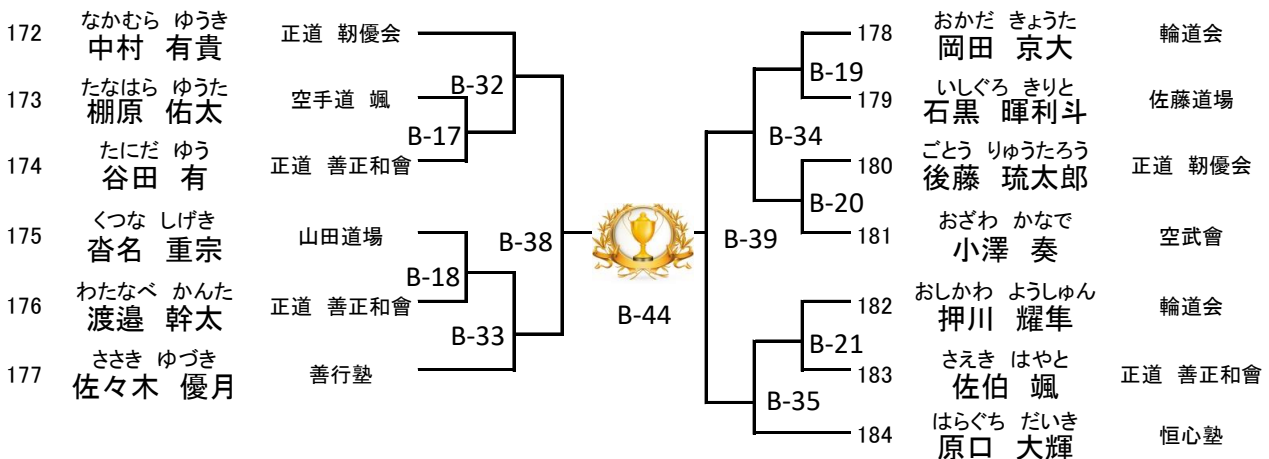 なかむら ゆうき
172 中村 有貴 正道 靭優会
B-32
たなはら ゆうた
173 棚原 佑太 空手道 颯
B-17
たにだ ゆう
174 谷田 有 正道 善正和會
くつな しげき
175 沓名 重宗 山田道場
B-38
B-18
わたなべ かんた
176 渡邉 幹太 正道 善正和會
B-33
ささき ゆづき
177 佐々木 優月 善行塾
B-44
おかだ きょうた
178 岡田 京大 輪道会
B-19
いしぐろ きりと
179 石黒 暉利斗 佐藤道場
B-34
ごとう りゅうたろう
180 後藤 琉太郎 正道 靭優会
B-20
おざわ かなで
181 小澤 奏 空武會
B-39
おしかわ ようしゅん
182 押川 耀隼 輪道会
B-21
さえき はやと
183 佐伯 颯 正道 善正和會
B-35
はらぐち だいき
184 原口 大輝 恒心塾